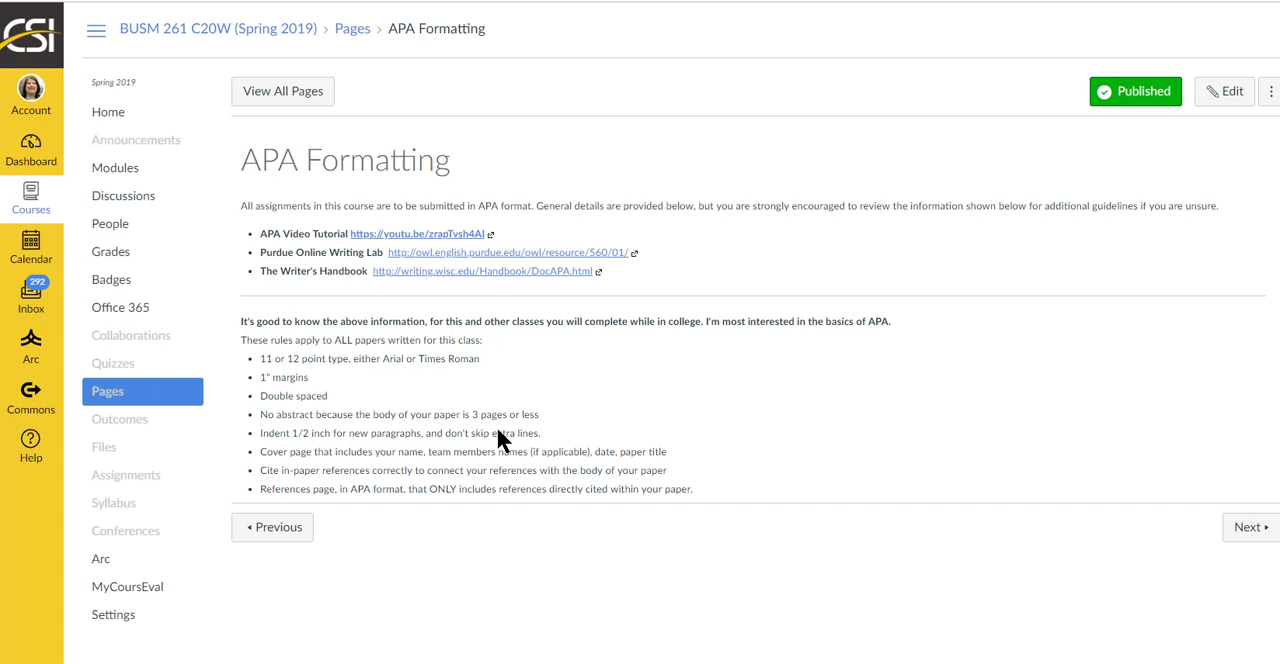 CSI
BUSM 261 C20W (Spring 2019) › Pages › APA Formatting
Account
Dashboard
Courses
Calendar
292
Inbox
Arc
Commons
Help
Spring 2019
Home
Announcements
Modules
Discussions
People
Grades
Badges
Office 365
Collaborations
Quizzes
Pages
Outcomes
Files
Assignments
Syllabus
Conferences
Arc
MyCoursEval
Settings
View All Pages
Published
Edit
APA Formatting
All assignments in this course are to be submitted in APA format. General details are provided below, but you are strongly encouraged to review the information shown below for additional guidelines if you are unsure.
• APA Video Tutorial https://youtu.be/zrapTvsh4AI
• Purdue Online Writing Lab http://owl.english.purdue.edu/owl/resource/560/01/
• The Writer's Handbook http://writing.wisc.edu/Handbook/DocAPA.html
It's good to know the above information, for this and other classes you will complete while in college. I'm most interested in the basics of APA.
These rules apply to ALL papers written for this class:
• 11 or 12 point type, either Arial or Times Roman
• 1" margins
• Double spaced
• No abstract because the body of your paper is 3 pages or less
• Indent 1/2 inch for new paragraphs, and don't skip extra lines.
• Cover page that includes your name, team members names (if applicable), date, paper title
• Cite in-paper references correctly to connect your references with the body of your paper
• References page, in APA format, that ONLY includes references directly cited within your paper.
Previous
Next